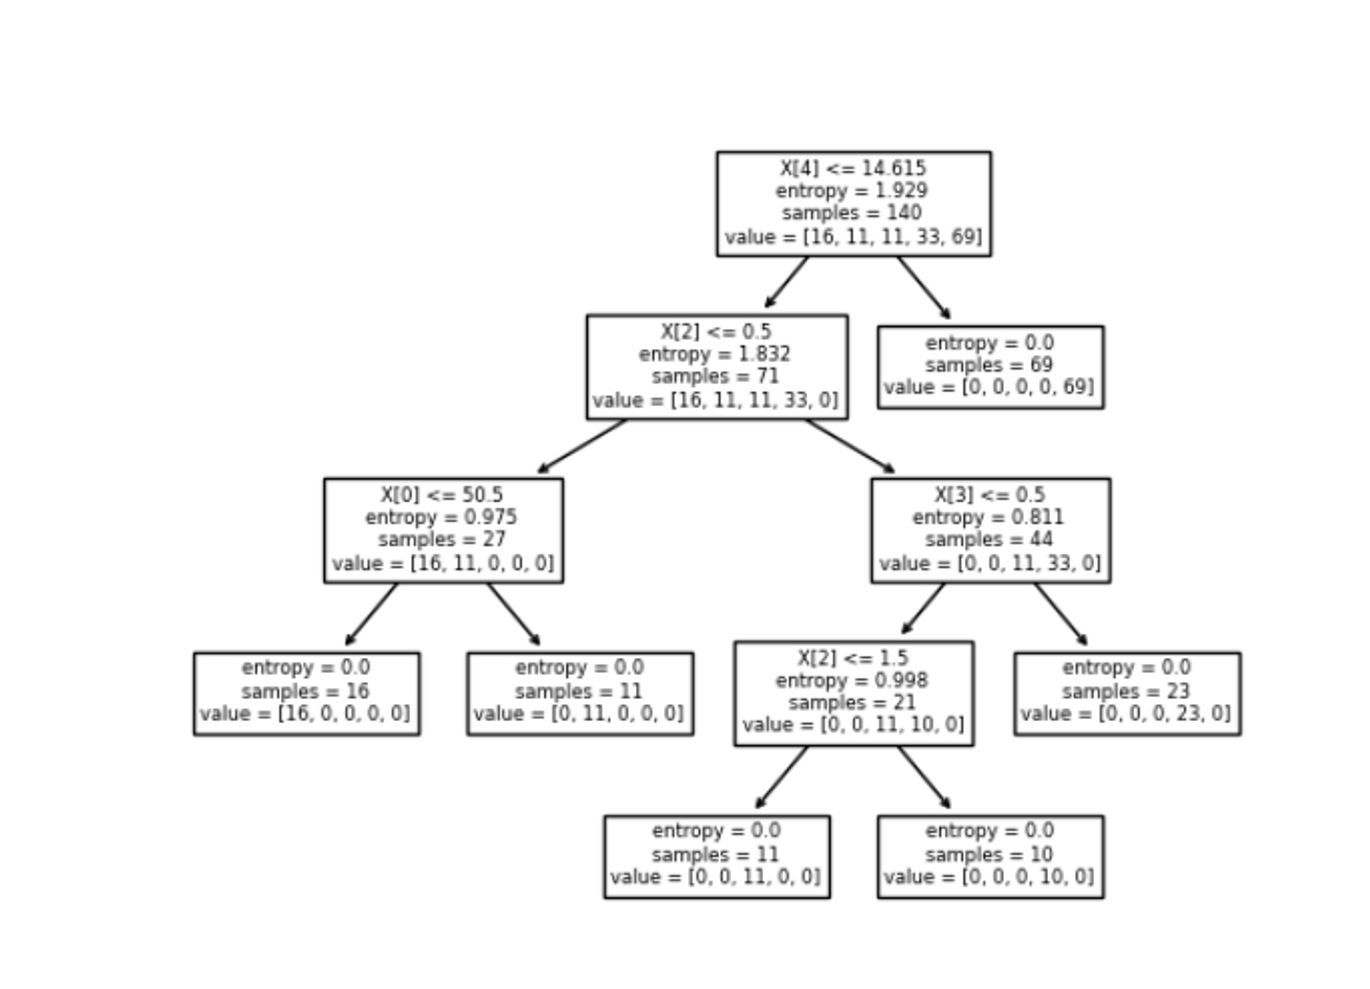 X[4] <= 14.615
entropy = 1.929
samples = 140
value = [16, 11, 11, 33, 69]
X[2] <= 0.5
entropy = 1.832
samples = 71
value = [16, 11, 11, 33, 0]
entropy = 0.0
samples = 69
value = [0, 0, 0, 0, 69]
X[0] <= 50.5
entropy = 0.975
samples = 27
value = [16, 11, 0, 0, 0]
X[3] <= 0.5
entropy = 0.811
samples = 44
value = [0, 0, 11, 33, 0]
entropy = 0.0
samples = 16
value = [16, 0, 0, 0, 0]
entropy = 0.0
samples = 11
value = [0, 11, 0, 0, 0]
X[2] <= 1.5
entropy = 0.998
samples = 21
value = [0, 0, 11, 10, 0]
entropy = 0.0
samples = 23
value = [0, 0, 0, 23, 0]
entropy = 0.0
samples = 11
value = [0, 0, 11, 0, 0]
entropy = 0.0
samples = 10
value = [0, 0, 0, 10, 0]